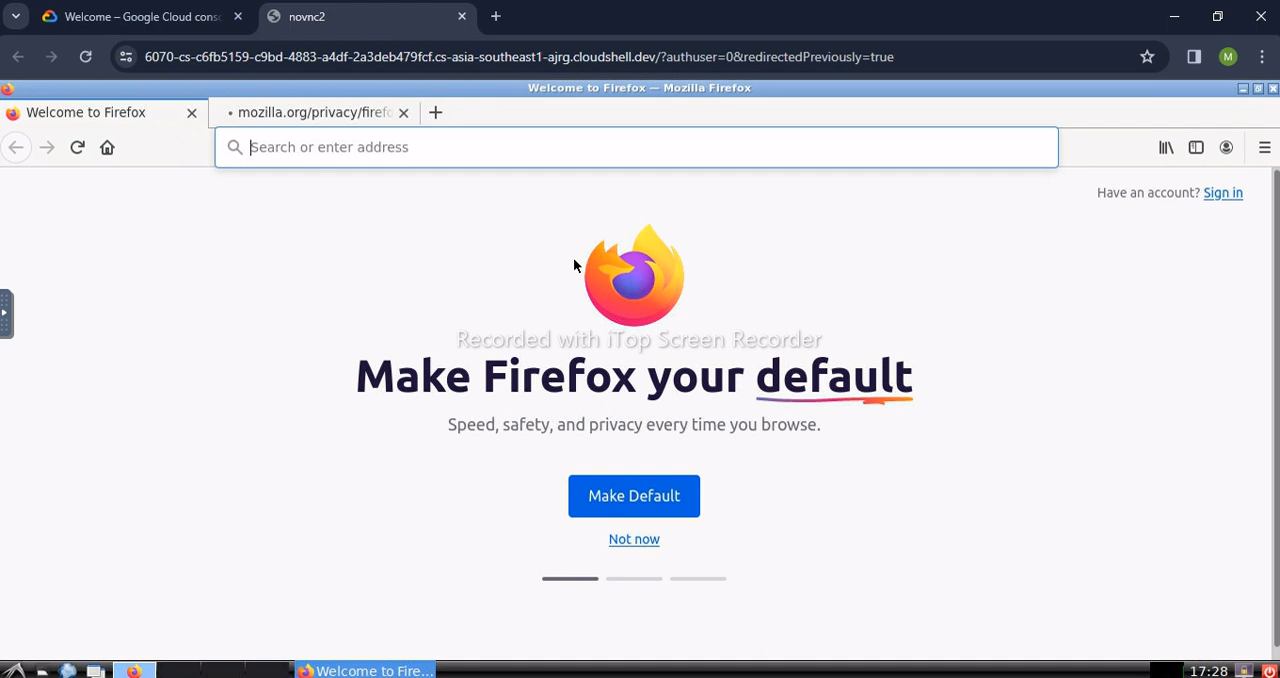 Welcome – Google Cloud cons
novnc2
6070-cs-c6fb5159-c9bd-4883-a4df-2a3deb479fcf.cs-asia-southeast1-ajrg.cloudshell.dev/?authuser=0&redirectedPreviously=true
M
Welcome to Firefox — Mozilla Firefox
Welcome to Firefox
mozilla.org/privacy/firefo
Search or enter address
Have an account? Sign in
Recorded with iTop Screen Recorder
Make Firefox your default
Speed, safety, and privacy every time you browse.
Make Default
Not now
Welcome to Fire...
17:28